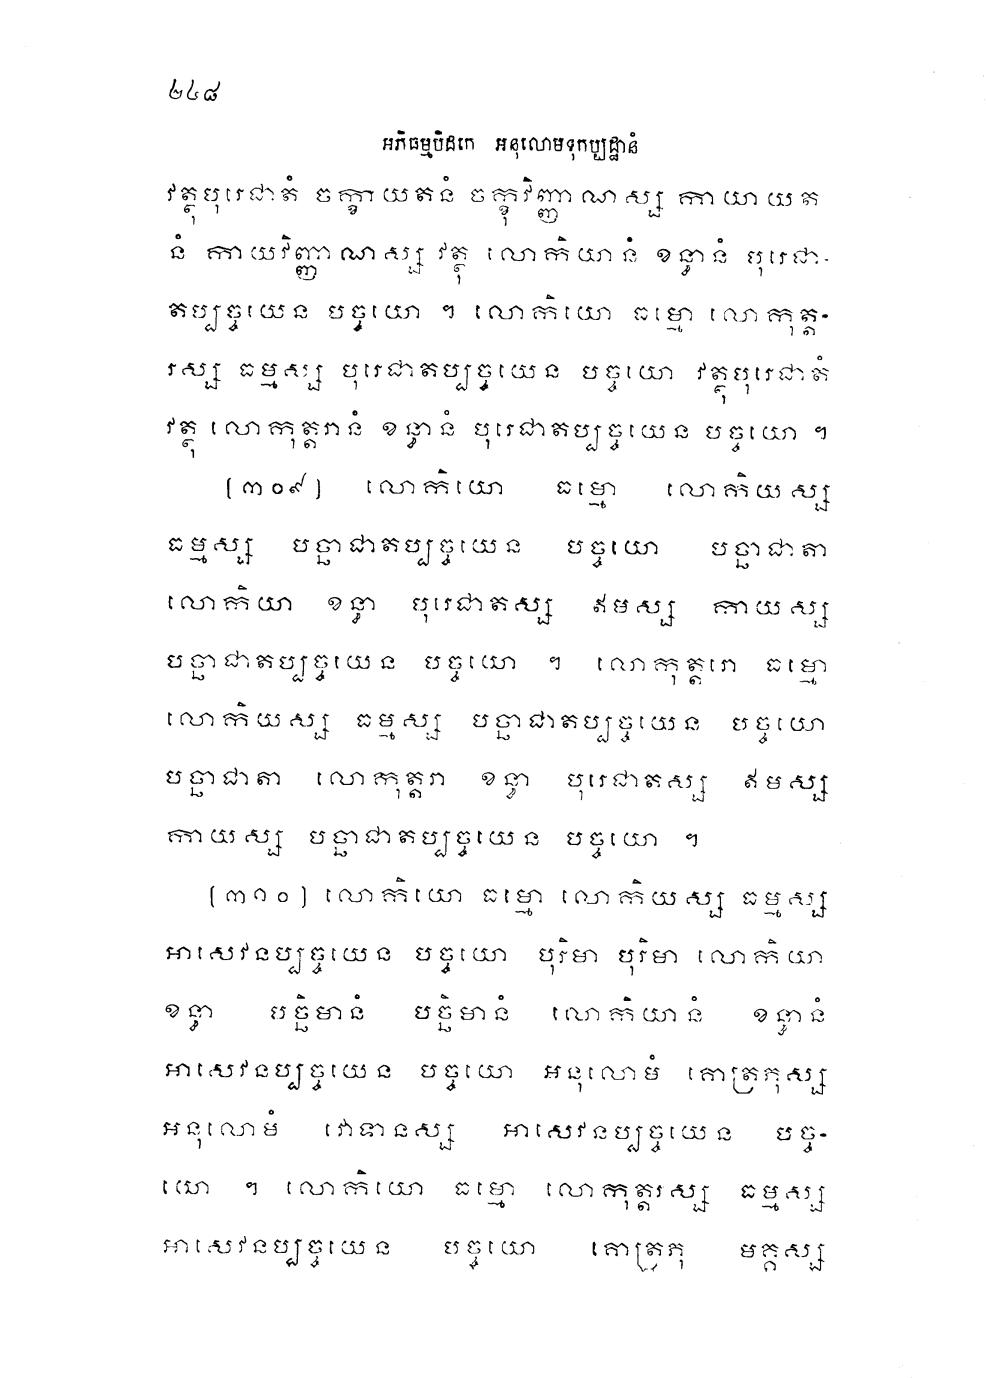 ២៤៨
អភិធម្មបិដកេ អនុលោមទុកប្បដ្ឋានំ
វត្ថុបុរេជាតំ ចក្ខាយតនំ ចក្ខុវិញ្ញាណស្ស កាយាយត
នំ កាយវិញ្ញាណស្ស វត្ថុ លោកិយានំ ខន្ធានំ បុរេជា-
តប្បច្ចយេន បច្ចយោ ។ លោកិយោ ធម្មោ លោកុត្ត-
រស្ស ធម្មស្ស បុរេជាតប្បច្ចយេន បច្ចយោ វត្ថុបុរេជាតំ
វត្ថុ លោកុត្តរានំ ខន្ធានំ បុរេជាតប្បច្ចយេន បច្ចយោ ។
[៣០៩] លោកិយោ ធម្មោ លោកិយស្ស
ធម្មស្ស បច្ឆាជាតប្បច្ចយេន បច្ចយោ បច្ឆាជាតា
លោកិយា ខន្ធា បុរេជាតស្ស ឥមស្ស កាយស្ស
បច្ឆាជាតប្បច្ចយេន បច្ចយោ ។ លោកុត្តរោ ធម្មោ
លោកិយស្ស ធម្មស្ស បច្ឆាជាតប្បច្ចយេន បច្ចយោ
បច្ឆាជាតា លោកុត្តរា ខន្ធា បុរេជាតស្ស ឥមស្ស
កាយស្ស បច្ឆាជាតប្បច្ចយេន បច្ចយោ ។
[៣១០] លោកិយោ ធម្មោ លោកិយស្ស ធម្មស្ស
អាសេវនប្បច្ចយេន បច្ចយោ បុរិមា បុរិមា លោកិយា
ខន្ធា បច្ឆិមានំ បច្ឆិមានំ លោកិយានំ ខន្ធានំ
អាសេវនប្បច្ចយេន បច្ចយោ អនុលោមំ គោត្រភុស្ស
អនុលោមំ វោទានស្ស អាសេវនប្បច្ចយេន បច្ច-
យោ ។ លោកិយោ ធម្មោ លោកុត្តរស្ស ធម្មស្ស
អាសេវនប្បច្ចយេន បច្ចយោ គោត្រភុ មគ្គស្ស